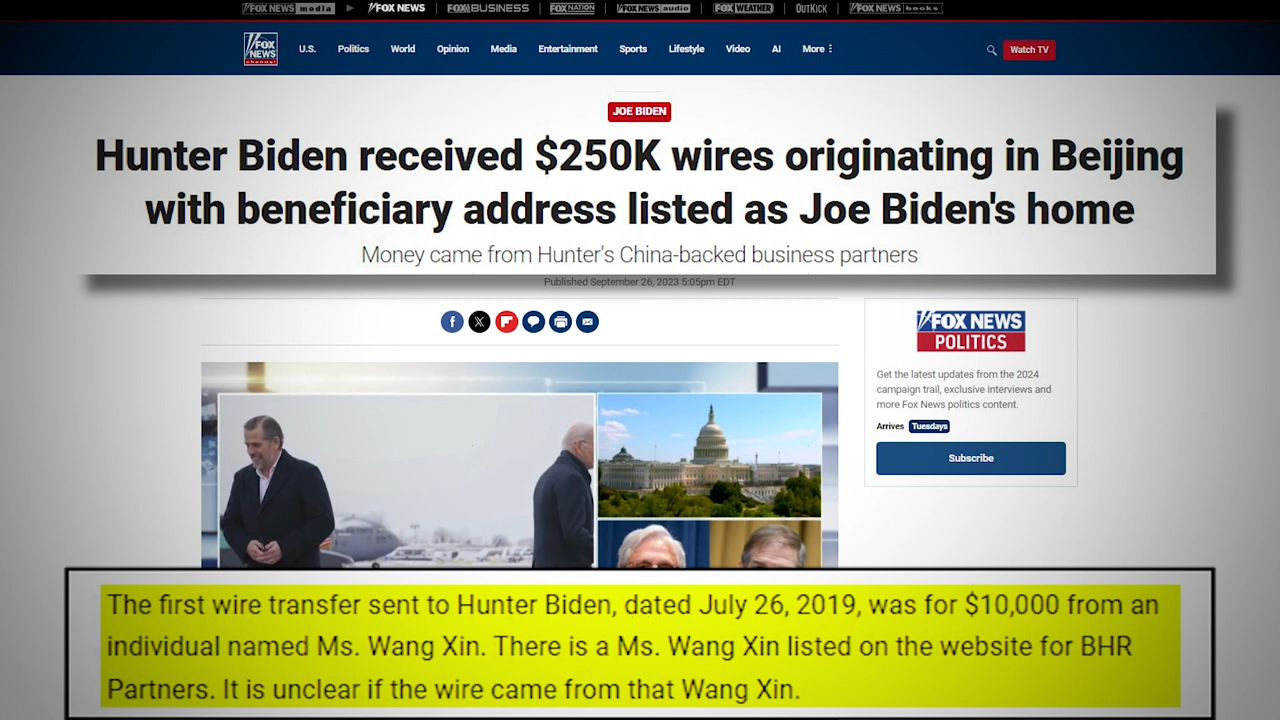 FOX NEWS media FOX NEWS FOX BUSINESS FOX NATION FOX NEWS audio FOX WEATHER OUTKICK FOX NEWS books
FOX NEWS channel U.S. Politics World Opinion Media Entertainment Sports Lifestyle Video AI More Watch TV
JOE BIDEN
Hunter Biden received $250K wires originating in Beijing
with beneficiary address listed as Joe Biden's home
Money came from Hunter's China-backed business partners
Published September 26, 2023 5:05pm EDT
FOX NEWS
POLITICS
Get the latest updates from the 2024
campaign trail, exclusive interviews and
more Fox News politics content.
Arrives Tuesdays
Subscribe
The first wire transfer sent to Hunter Biden, dated July 26, 2019, was for $10,000 from an
individual named Ms. Wang Xin. There is a Ms. Wang Xin listed on the website for BHR
Partners. It is unclear if the wire came from that Wang Xin.